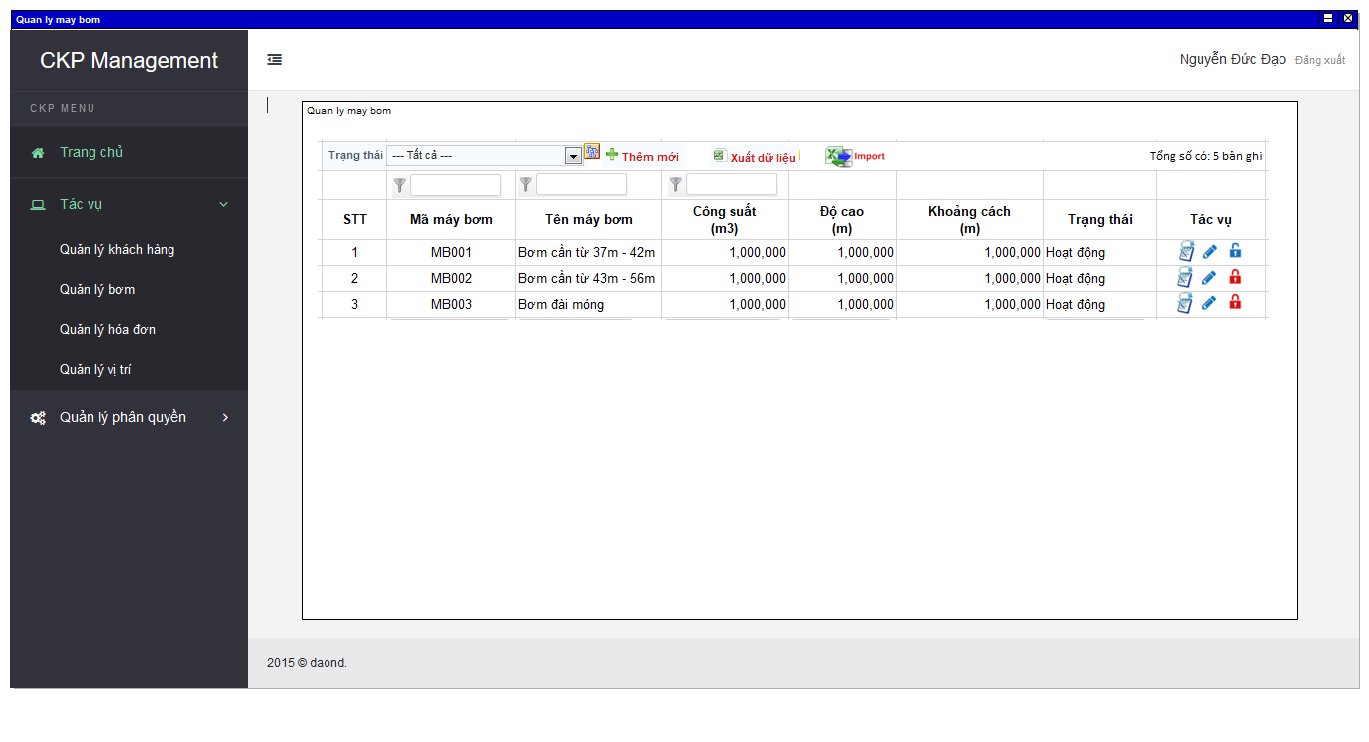 Quan ly may bom
CKP Management
Nguyễn Đức Đạo Đăng xuất
CKP MENU
Trang chủ
Tác vụ
Quản lý khách hàng
Quản lý bơm
Quản lý hóa đơn
Quản lý vị trí
Quản lý phân quyền
Quan ly may bom
Trạng thái --- Tất cả --- Thêm mới Xuất dữ liệu Import Tổng số có: 5 bản ghi
STT Mã máy bơm Tên máy bơm Công suất (m3) Độ cao (m) Khoảng cách (m) Trạng thái Tác vụ
1 MB001 Bơm cần từ 37m - 42m 1,000,000 1,000,000 1,000,000 Hoạt động
2 MB002 Bơm cần từ 43m - 56m 1,000,000 1,000,000 1,000,000 Hoạt động
3 MB003 Bơm đài móng 1,000,000 1,000,000 1,000,000 Hoạt động
2015 © daond.